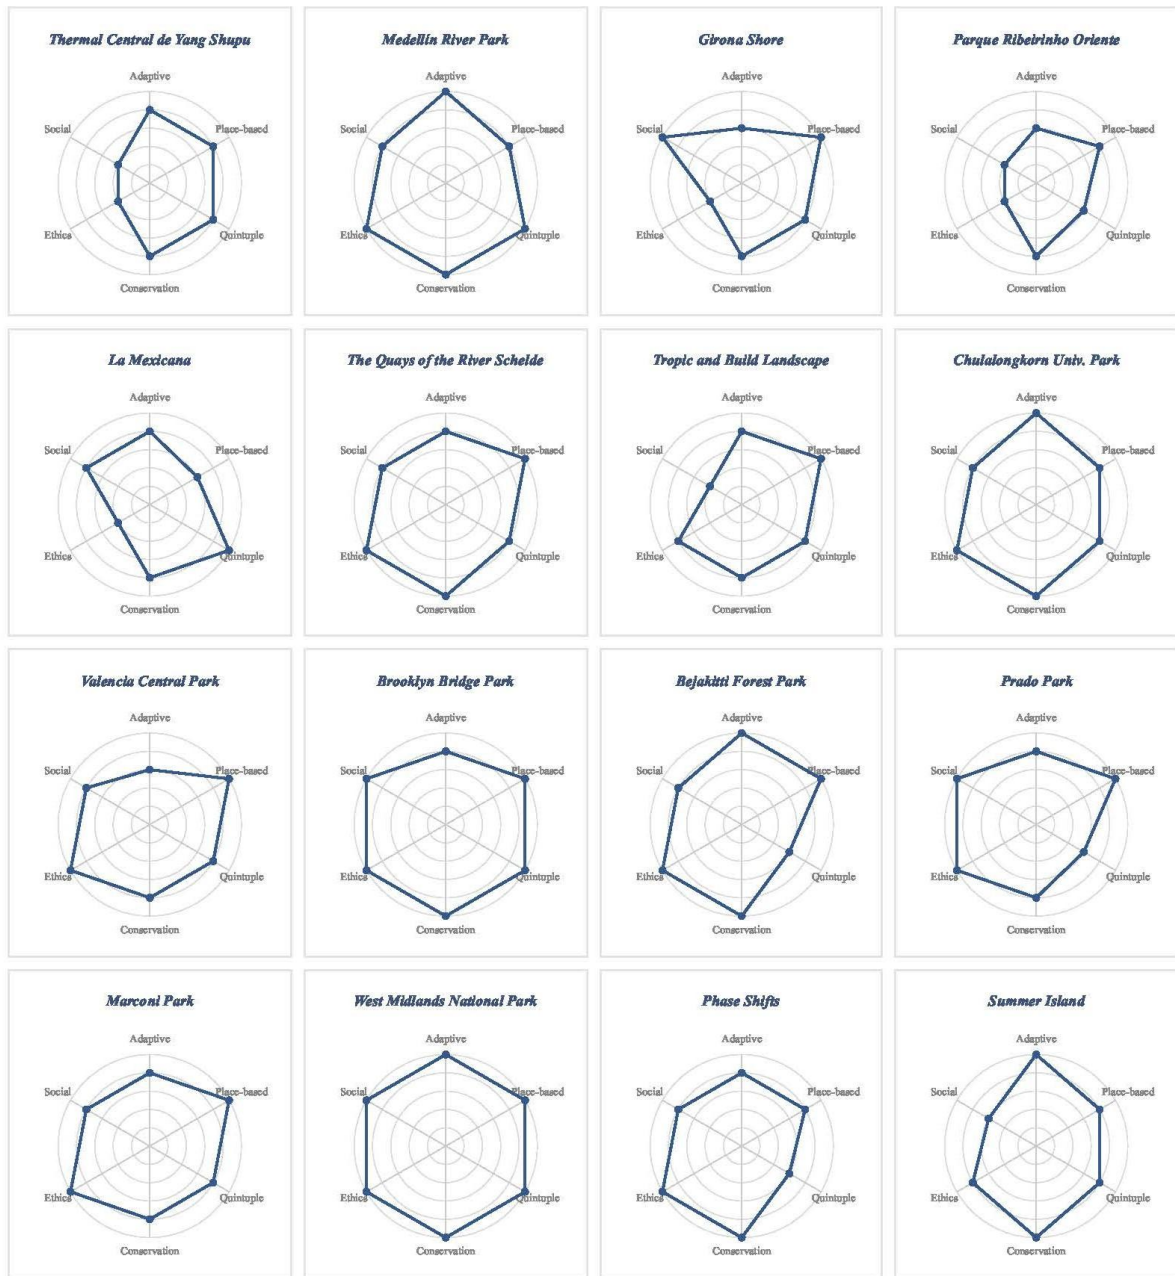 Thermal Central de Yang Shupu
Adaptive
Social
Place-based
Ethics
Quintuple
Conservation
Medellín River Park
Adaptive
Social
Place-based
Ethics
Quintuple
Conservation
Girona Shore
Adaptive
Social
Place-based
Ethics
Quintuple
Conservation
Parque Ribeirinho Oriente
Adaptive
Social
Place-based
Ethics
Quintuple
Conservation
La Mexicana
Adaptive
Social
Place-based
Ethics
Quintuple
Conservation
The Quays of the River Schelde
Adaptive
Social
Place-based
Ethics
Quintuple
Conservation
Tropic and Build Landscape
Adaptive
Social
Place-based
Ethics
Quintuple
Conservation
Chulalongkorn Univ. Park
Adaptive
Social
Place-based
Ethics
Quintuple
Conservation
Valencia Central Park
Adaptive
Social
Place-based
Ethics
Quintuple
Conservation
Brooklyn Bridge Park
Adaptive
Social
Place-based
Ethics
Quintuple
Conservation
Bejakitti Forest Park
Adaptive
Social
Place-based
Ethics
Quintuple
Conservation
Prado Park
Adaptive
Social
Place-based
Ethics
Quintuple
Conservation
Marconi Park
Adaptive
Social
Place-based
Ethics
Quintuple
Conservation
West Midlands National Park
Adaptive
Social
Place-based
Ethics
Quintuple
Conservation
Phase Shifts
Adaptive
Social
Place-based
Ethics
Quintuple
Conservation
Summer Island
Adaptive
Social
Place-based
Ethics
Quintuple
Conservation